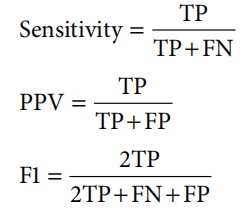 Sensitivity = TP / TP+FN
PPV = TP / TP+FP
F1 = 2TP / 2TP+FN+FP